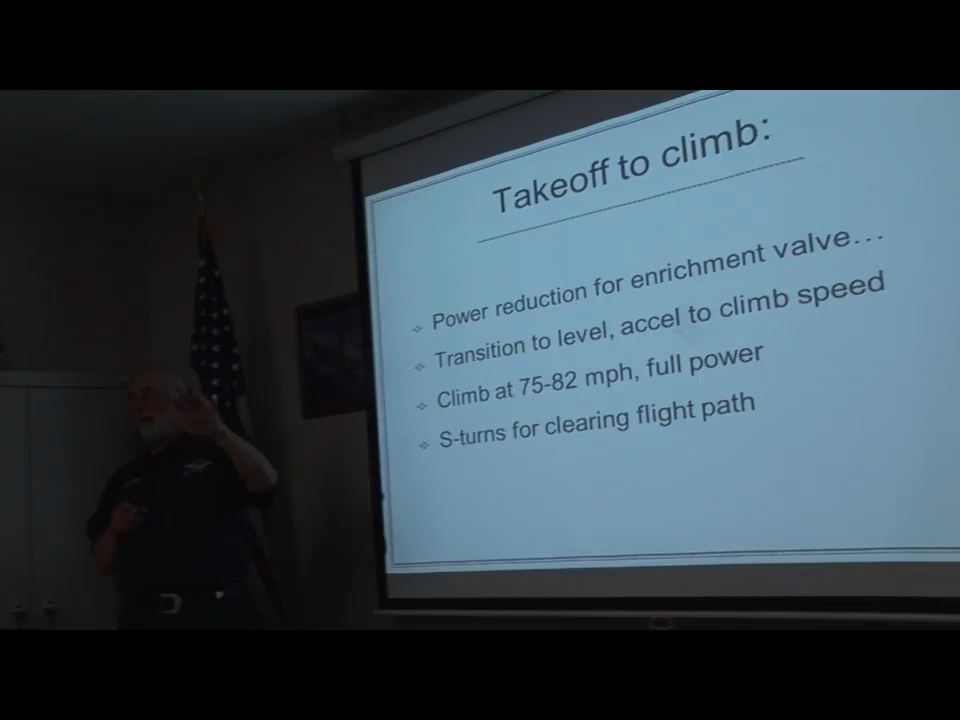 Takeoff to climb:
Power reduction for enrichment valve…
Transition to level, accel to climb speed
Climb at 75-82 mph, full power
S-turns for clearing flight path